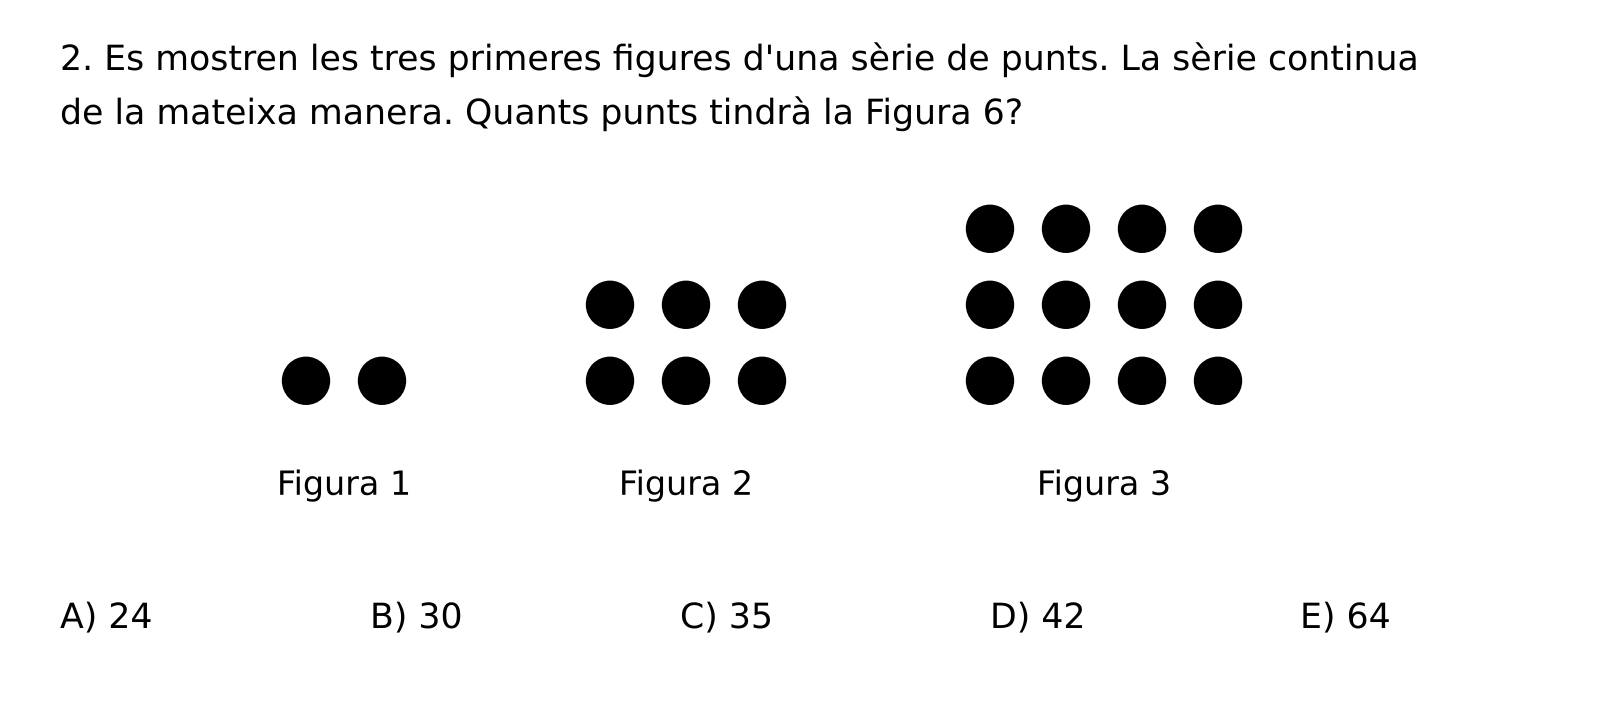 2. Es mostren les tres primeres figures d'una sèrie de punts. La sèrie continua
de la mateixa manera. Quants punts tindrà la Figura 6?
Figura 1 Figura 2 Figura 3
A) 24 B) 30 C) 35 D) 42 E) 64